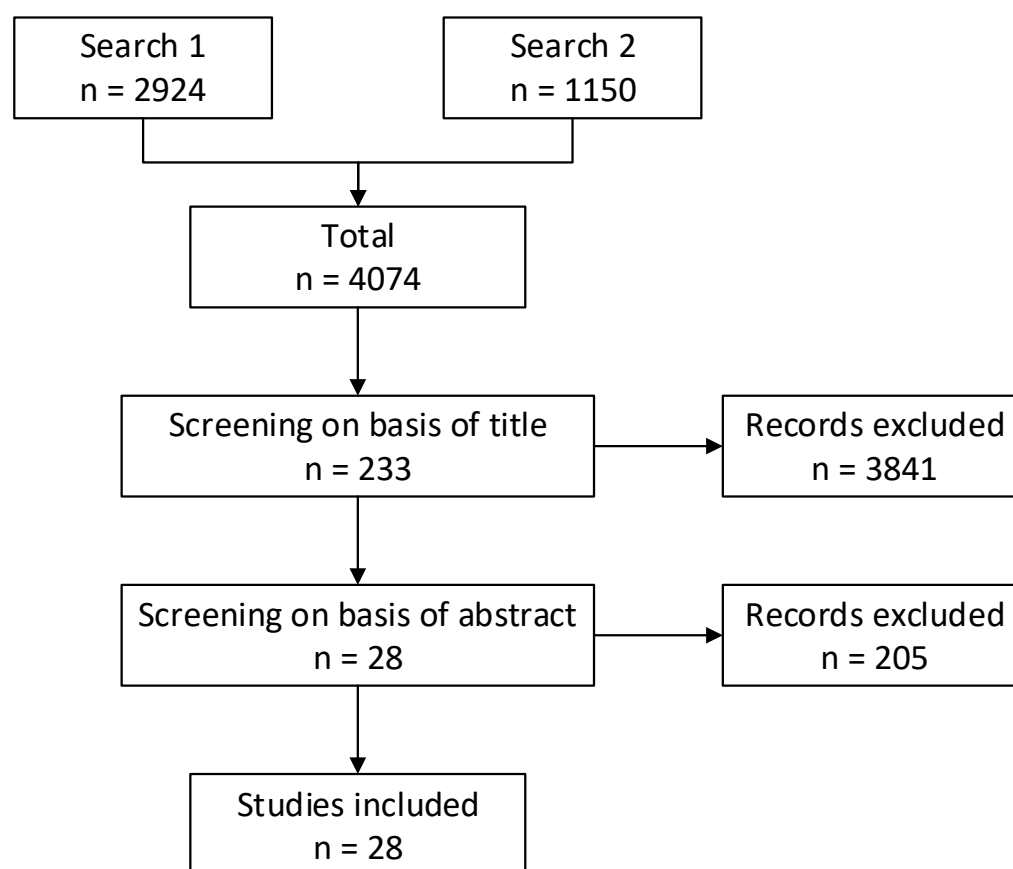 Search 1
n = 2924
Search 2
n = 1150
Total
n = 4074
Screening on basis of title
n = 233
Records excluded
n = 3841
Screening on basis of abstract
n = 28
Records excluded
n = 205
Studies included
n = 28